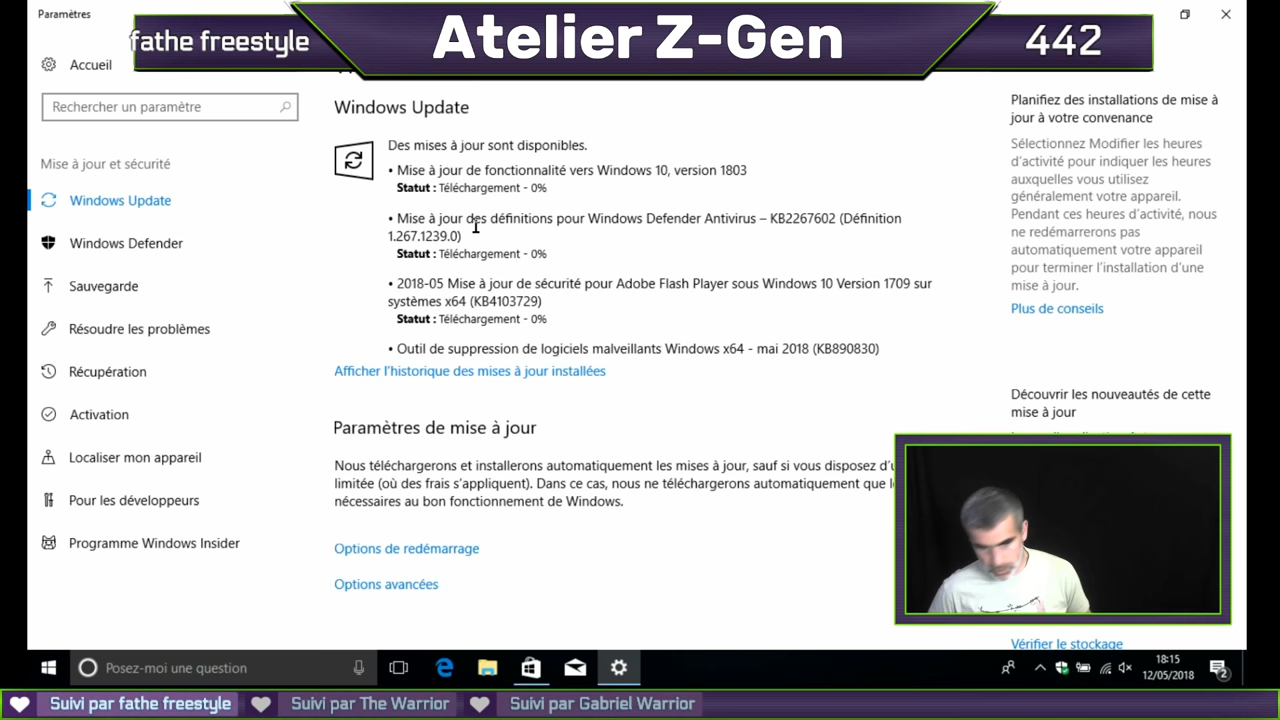 Paramètres
fathe freestyle
Atelier Z-Gen
442
Accueil
Rechercher un paramètre
Mise à jour et sécurité
Windows Update
Windows Defender
Sauvegarde
Résoudre les problèmes
Récupération
Activation
Localiser mon appareil
Pour les développeurs
Programme Windows Insider
Windows Update
Des mises à jour sont disponibles.
• Mise à jour de fonctionnalité vers Windows 10, version 1803
Statut : Téléchargement - 0%
• Mise à jour des définitions pour Windows Defender Antivirus – KB2267602 (Définition
1.267.1239.0)
Statut : Téléchargement - 0%
• 2018-05 Mise à jour de sécurité pour Adobe Flash Player sous Windows 10 Version 1709 sur
systèmes x64 (KB4103729)
Statut : Téléchargement - 0%
• Outil de suppression de logiciels malveillants Windows x64 - mai 2018 (KB890830)
Afficher l'historique des mises à jour installées
Paramètres de mise à jour
Nous téléchargerons et installerons automatiquement les mises à jour, sauf si vous disposez
limitée (où des frais s'appliquent). Dans ce cas, nous ne téléchargerons automatiquement que
nécessaires au bon fonctionnement de Windows.
Options de redémarrage
Options avancées
Planifiez des installations de mise à
jour à votre convenance
Sélectionnez Modifier les heures
d'activité pour indiquer les heures
auxquelles vous utilisez
généralement votre appareil.
Pendant ces heures d'activité, nous
ne redémarrerons pas
automatiquement votre appareil
pour terminer l'installation d'une
mise à jour.
Plus de conseils
Découvrir les nouveautés de cette
mise à jour
Vérifier le stockage
Posez-moi une question
18:15
12/05/2018
2
Suivi par fathe freestyle
Suivi par The Warrior
Suivi par Gabriel Warrior